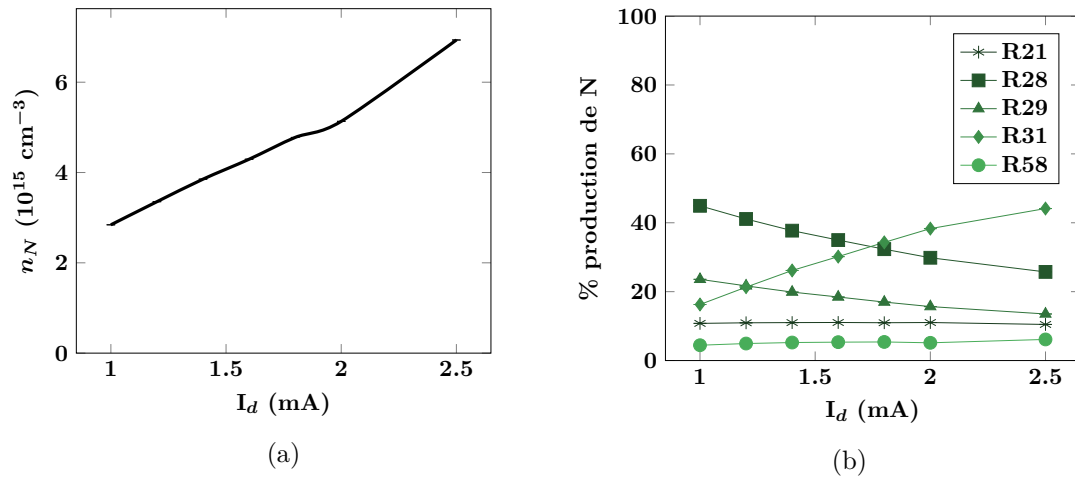 6
4
2
0
n_N (10^15 cm^−3)
1 1.5 2 2.5
I_d (mA)
(a)
100
80
60
40
20
0
% production de N
R21
R28
R29
R31
R58
1 1.5 2 2.5
I_d (mA)
(b)